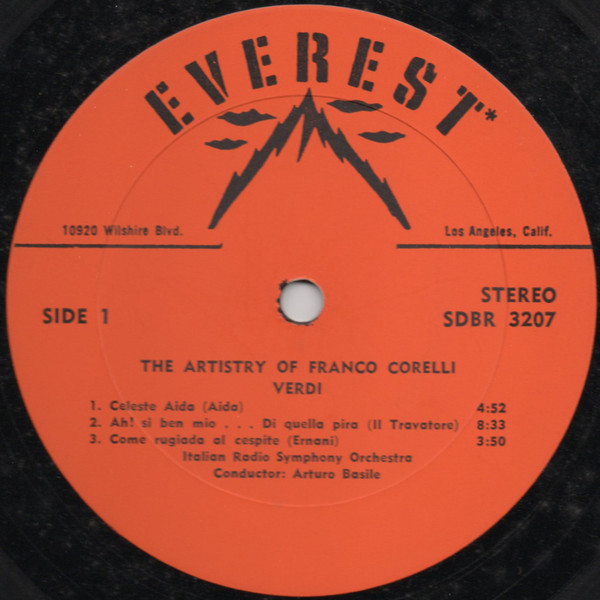 EVEREST*
10920 Wilshire Blvd. Los Angeles, Calif.
SIDE 1
STEREO
SDBR 3207
THE ARTISTRY OF FRANCO CORELLI
VERDI
1. Celeste Aida (Aida) 4:52
2. Ah! si ben mio . . . Di quella pira (Il Travatore) 8:33
3. Come rugiada al cespite (Ernani) 3:50
Italian Radio Symphony Orchestra
Conductor: Arturo Basile